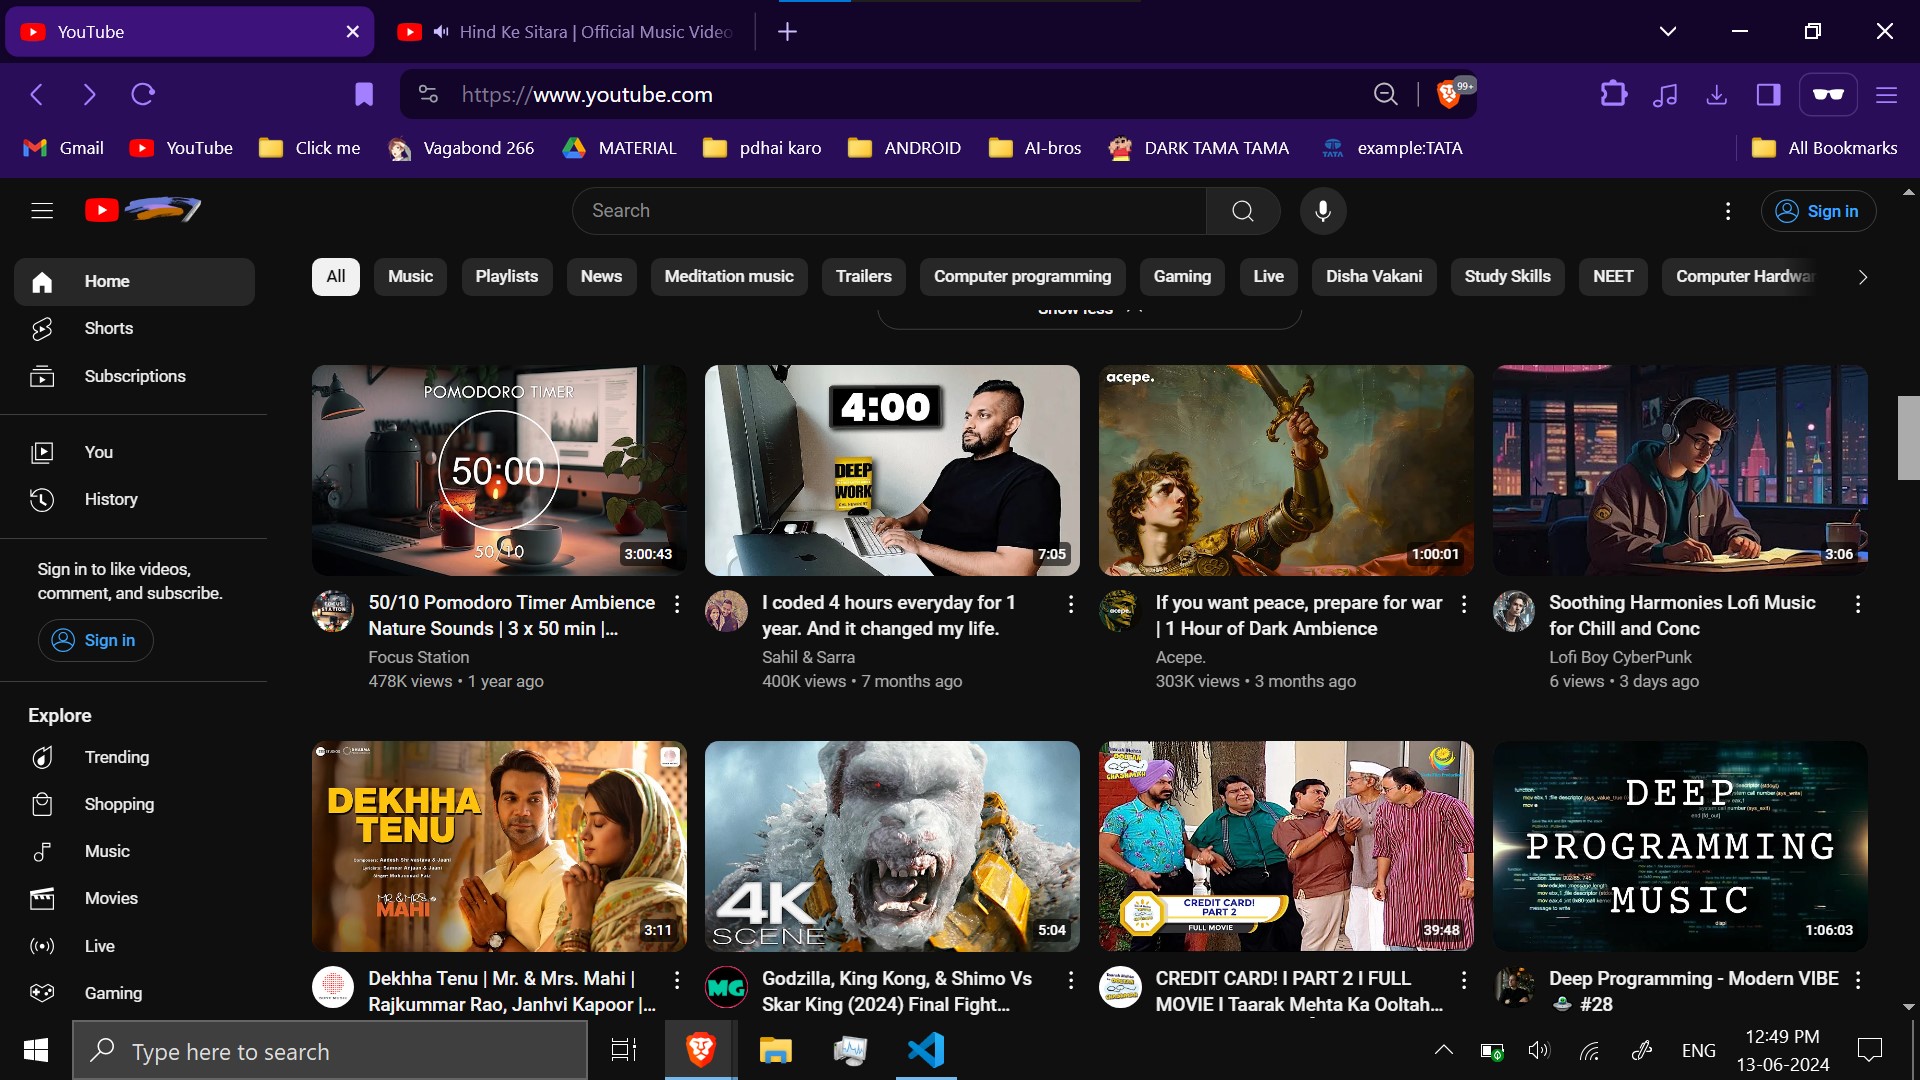 YouTube
Hind Ke Sitara | Official Music Video
https://www.youtube.com
99+
Gmail
YouTube
Click me
Vagabond 266
MATERIAL
pdhai karo
ANDROID
AI-bros
DARK TAMA TAMA
TATA
example:TATA
All Bookmarks
Search
Sign in
Home
Shorts
Subscriptions
You
History
Sign in to like videos,
comment, and subscribe.
Sign in
Explore
Trending
Shopping
Music
Movies
Live
Gaming
All
Music
Playlists
News
Meditation music
Trailers
Computer programming
Gaming
Live
Disha Vakani
Study Skills
NEET
Computer Hardwar
Show less
POMODORO TIMER
50:00
50/10
3:00:43
50/10 Pomodoro Timer Ambience
Nature Sounds | 3 x 50 min |...
Focus Station
478K views • 1 year ago
4:00
DEEP
WORK
7:05
I coded 4 hours everyday for 1
year. And it changed my life.
Sahil & Sarra
400K views • 7 months ago
acepe.
1:00:01
If you want peace, prepare for war
| 1 Hour of Dark Ambience
Acepe.
303K views • 3 months ago
3:06
Soothing Harmonies Lofi Music
for Chill and Conc
Lofi Boy CyberPunk
6 views • 3 days ago
DEKHHA
TENU
MR. & MRS.
MAHI
3:11
Dekhha Tenu | Mr. & Mrs. Mahi |
Rajkummar Rao, Janhvi Kapoor |...
4K
SCENE
5:04
MG
Godzilla, King Kong, & Shimo Vs
Skar King (2024) Final Fight...
CREDIT CARD!
PART 2
FULL MOVIE
39:48
CREDIT CARD! I PART 2 I FULL
MOVIE I Taarak Mehta Ka Ooltah...
DEEP
PROGRAMMING
MUSIC
1:06:03
Deep Programming - Modern VIBE
🛸 #28
Type here to search
ENG
12:49 PM
13-06-2024